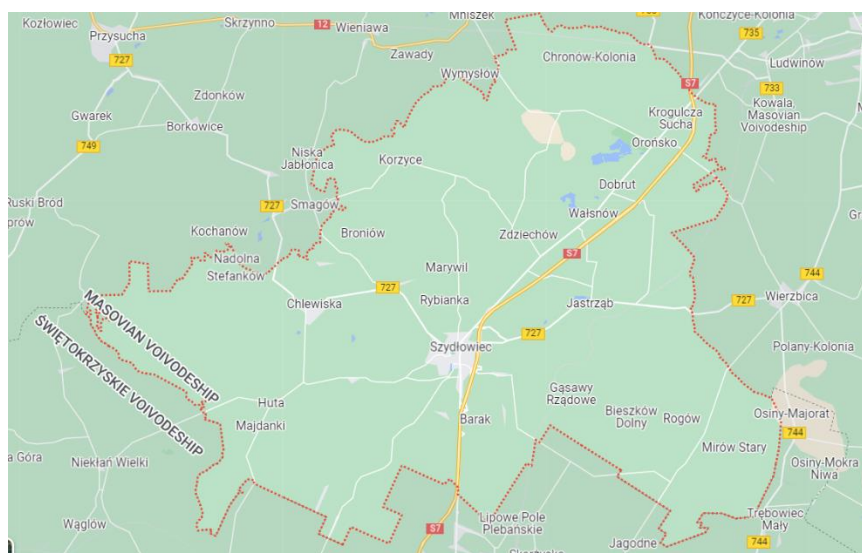 Kozłowiec
Skrzynno
12
Mniszek
Kończyce-Kolonia
Przysucha
Wieniawa
735
Zawady
Chronów-Kolonia
Ludwinów
727
Wymysłów
S7
733
Zdonków
Kowala,
Masovian
Voivodeship
Gwarek
Krogulcza
Sucha
Borkowice
Orońsko
749
Niska
Jabłonica
Korzyce
Dobrut
Ruski Bród
727
Smagów
Wałsnów
prów
Kochanów
Broniów
Zdziechów
S7
Nadolna
744
Stefanków
Marywil
727
Rybianka
Jastrząb
727
Wierzbica
Chlewiska
MASOVIAN VOIVODESHIP
ŚWIĘTOKRZYSKIE VOIVODESHIP
727
Szydłowiec
Polany-Kolonia
Gąsawy
Rządowe
Huta
Bieszków
Dolny
Rogów
Osiny-Majorat
Barak
Majdanki
744
Mirów Stary
a Góra
Niekłań Wielki
Osiny-Mokra
Niwa
Wąglów
S7
Lipowe Pole
Plebańskie
Trębowiec
Mały
Jagodne
744